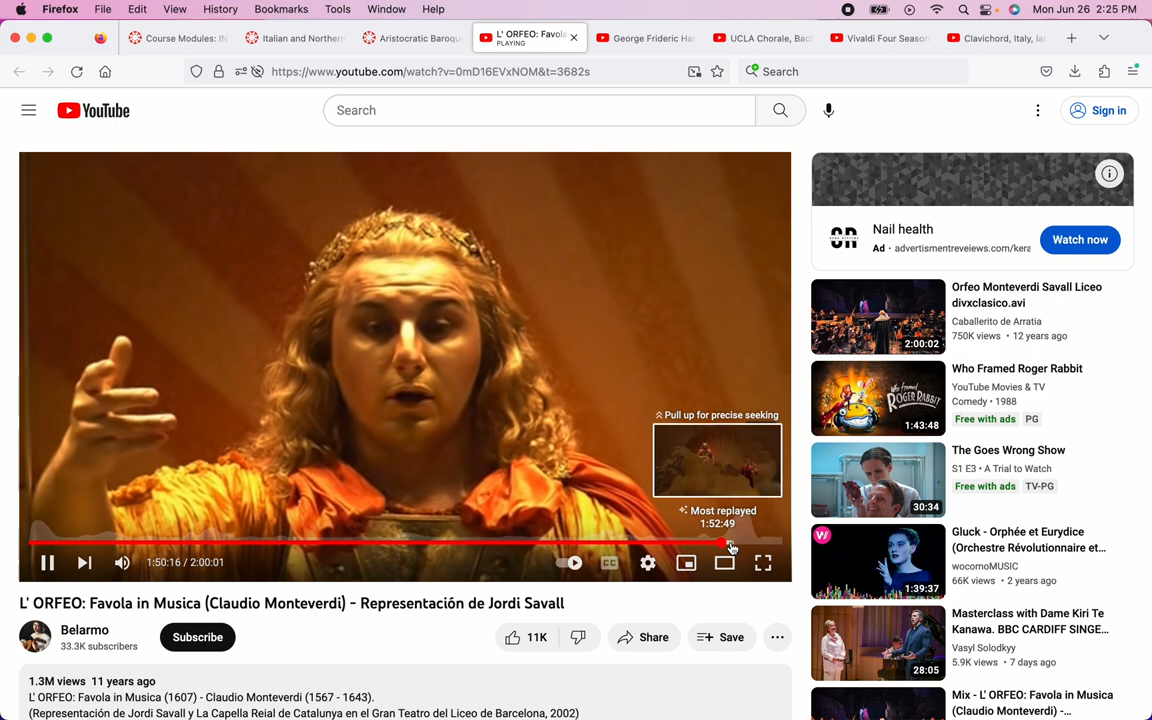 Firefox File Edit View History Bookmarks Tools Window Help Mon Jun 26 2:25 PM
Course Modules: IN Italian and Northern Aristocratic Baroqu L' ORFEO: Favola George Frideric Ha UCLA Chorale, Bac Vivaldi Four Season Clavichord, Italy, lat
PLAYING
https://www.youtube.com/watch?v=0mD16EVxNOM&t=3682s Search
YouTube Search Sign in
Nail health
Ad • advertismentreveiews.com/kera
Watch now
Orfeo Monteverdi Savall Leceo
divxclasico.avi
Caballerito de Arratia
750K views • 12 years ago
2:00:02
Who Framed Roger Rabbit
YouTube Movies & TV
Comedy • 1988
Free with ads PG
1:43:48
The Goes Wrong Show
S1 E3 • A Trial to Watch
Free with ads TV-PG
30:34
Gluck - Orphée et Eurydice
(Orchestre Révolutionnaire et...
wocomoMUSIC
66K views • 2 years ago
1:39:37
Masterclass with Dame Kiri Te
Kanawa. BBC CARDIFF SINGE...
Vasyl Solodkyy
5.9K views • 7 days ago
28:05
Mix - L' ORFEO: Favola in Musica
(Claudio Monteverdi) -...
Pull up for precise seeking
Most replayed
1:52:49
1:50:16 / 2:00:01 CC
L' ORFEO: Favola in Musica (Claudio Monteverdi) - Representación de Jordi Savall
Belarmo
33.3K subscribers
Subscribe 11K Share Save
1.3M views 11 years ago
L' ORFEO: Favola in Musica (1607) - Claudio Monteverdi (1567 - 1643).
(Representación de Jordi Savall y La Capella Reial de Catalunya en el Gran Teatro del Liceo de Barcelona, 2002)